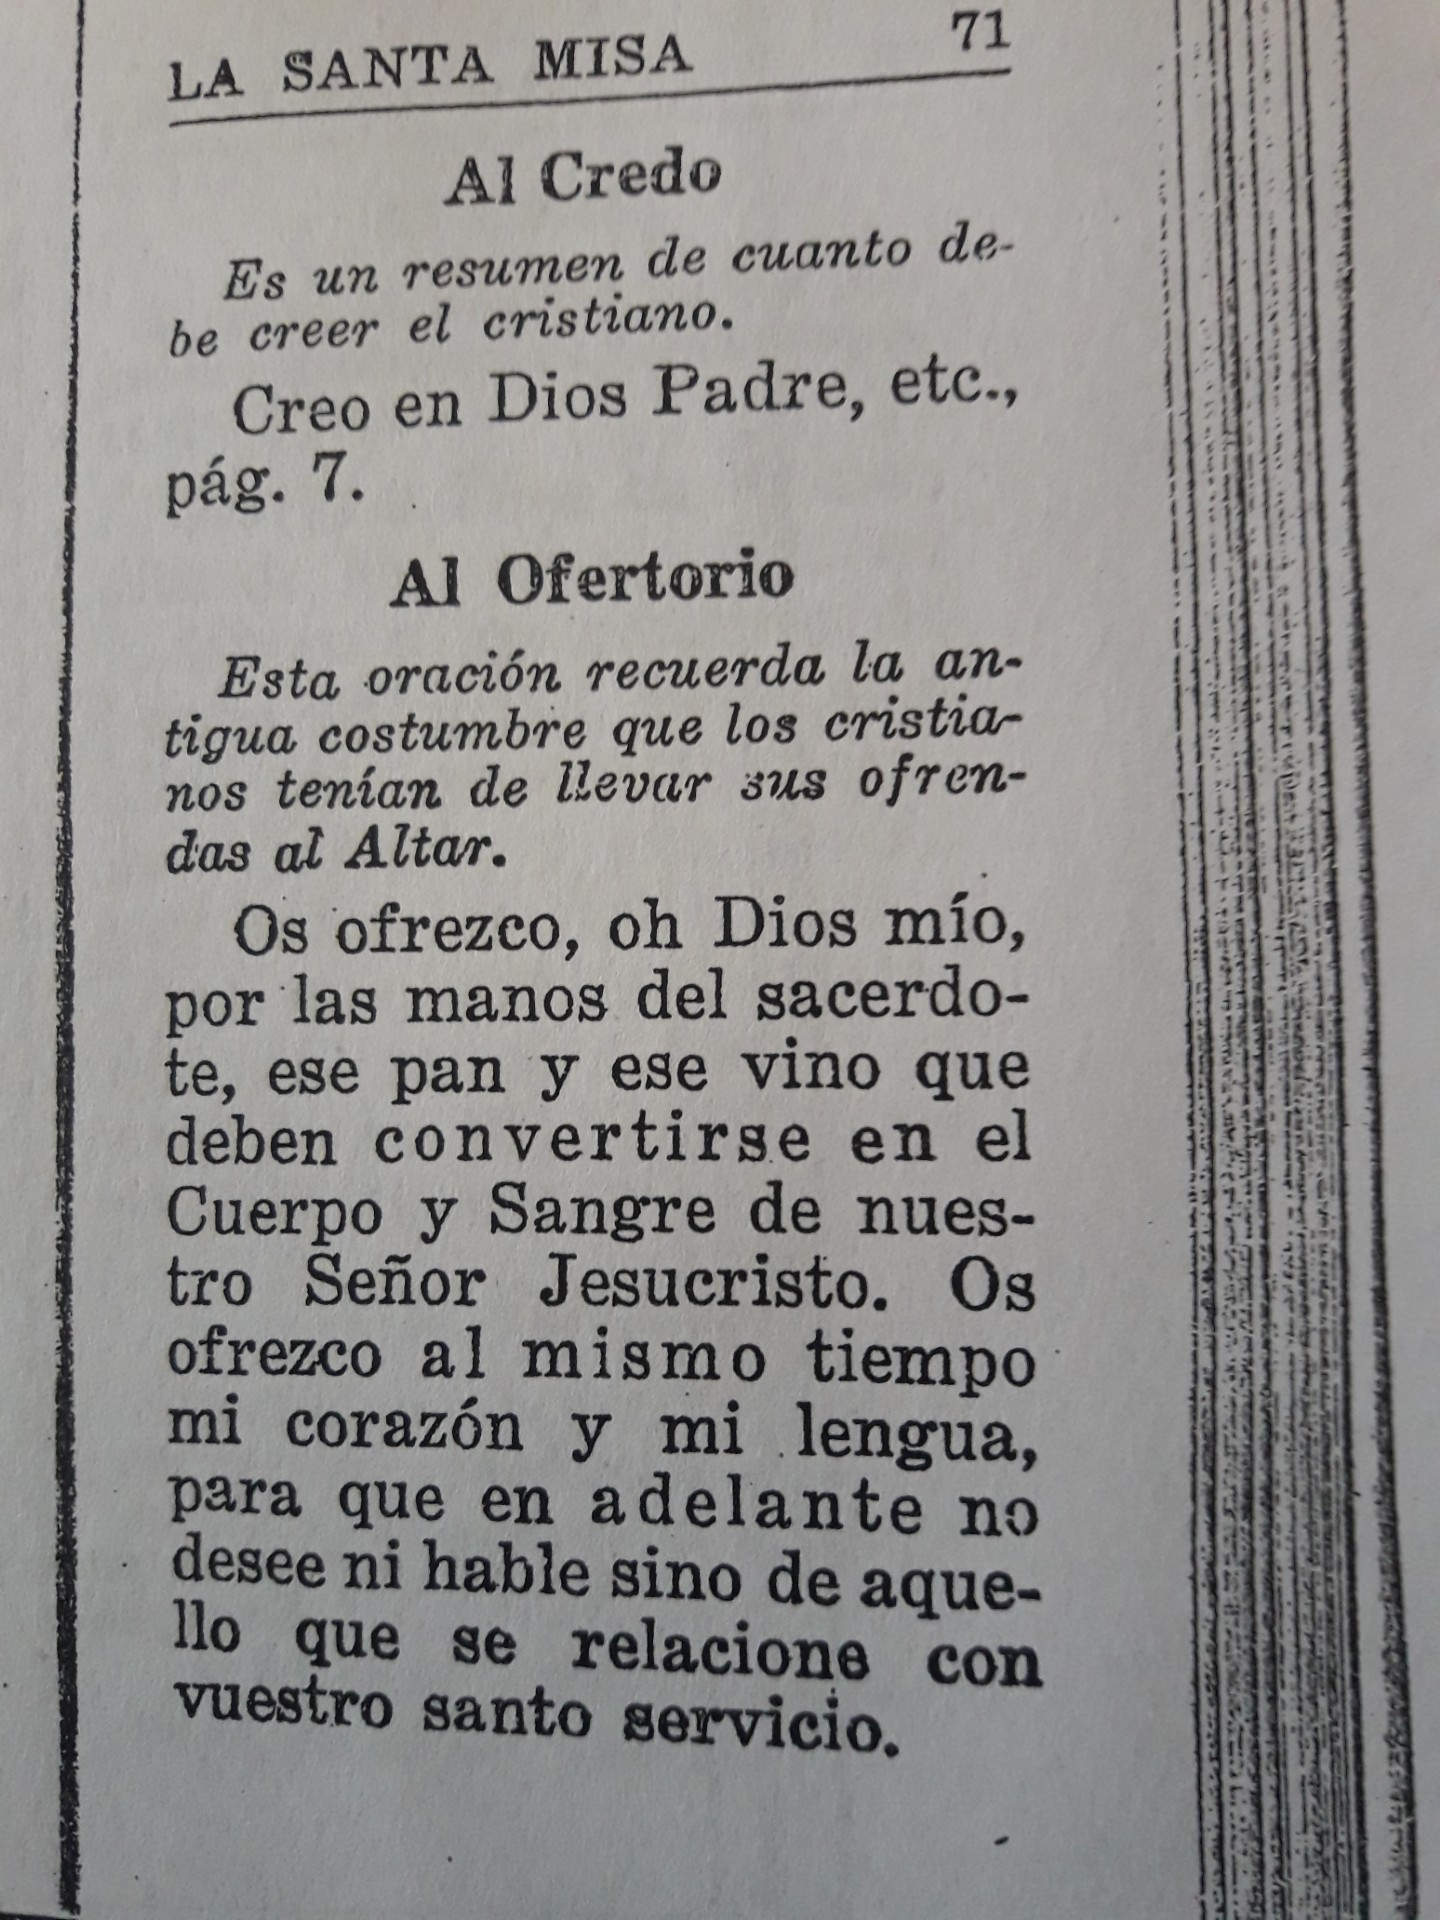 LA SANTA MISA 71
Al Credo
Es un resumen de cuanto de-
be creer el cristiano.
Creo en Dios Padre, etc.,
pág. 7.
Al Ofertorio
Esta oración recuerda la an-
tigua costumbre que los cristia-
nos tenían de llevar sus ofren-
das al Altar.
Os ofrezco, oh Dios mío,
por las manos del sacerdo-
te, ese pan y ese vino que
deben convertirse en el
Cuerpo y Sangre de nues-
tro Señor Jesucristo. Os
ofrezco al mismo tiempo
mi corazón y mi lengua,
para que en adelante no
desee ni hable sino de aque-
llo que se relacione con
vuestro santo servicio.